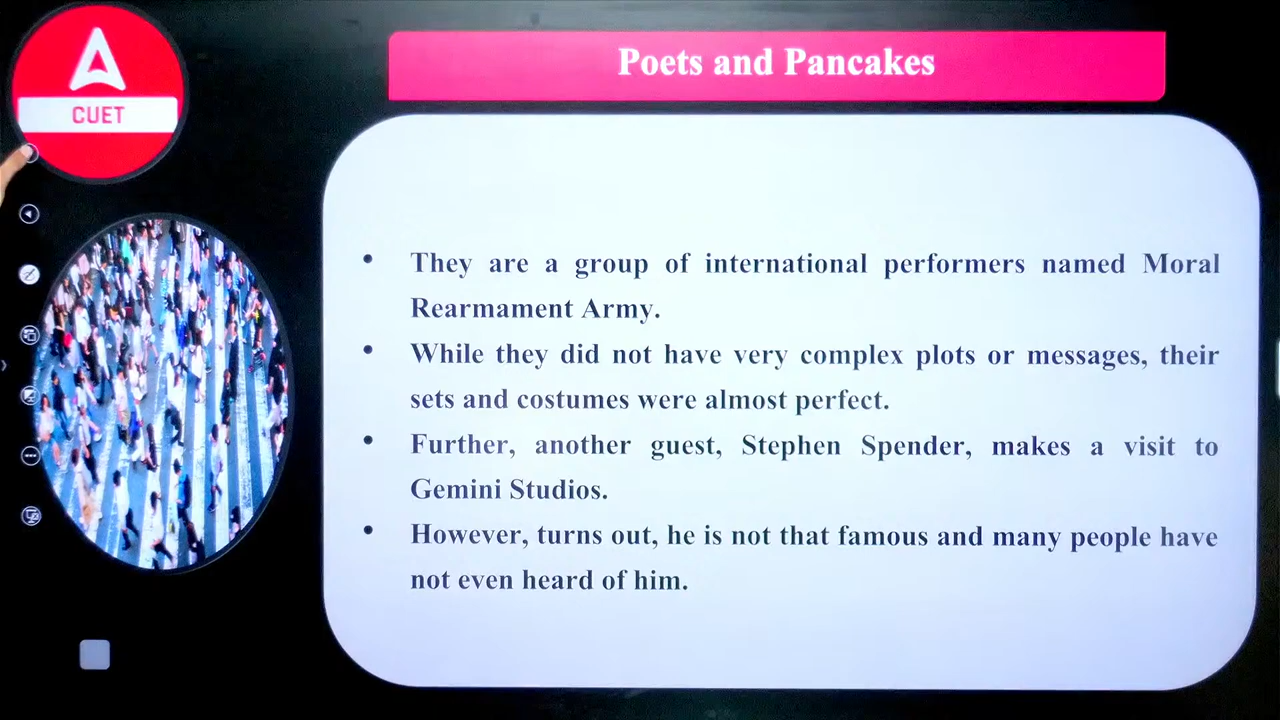 CUET
Poets and Pancakes
• They are a group of international performers named Moral
Rearmament Army.
• While they did not have very complex plots or messages, their
sets and costumes were almost perfect.
• Further, another guest, Stephen Spender, makes a visit to
Gemini Studios.
• However, turns out, he is not that famous and many people have
not even heard of him.